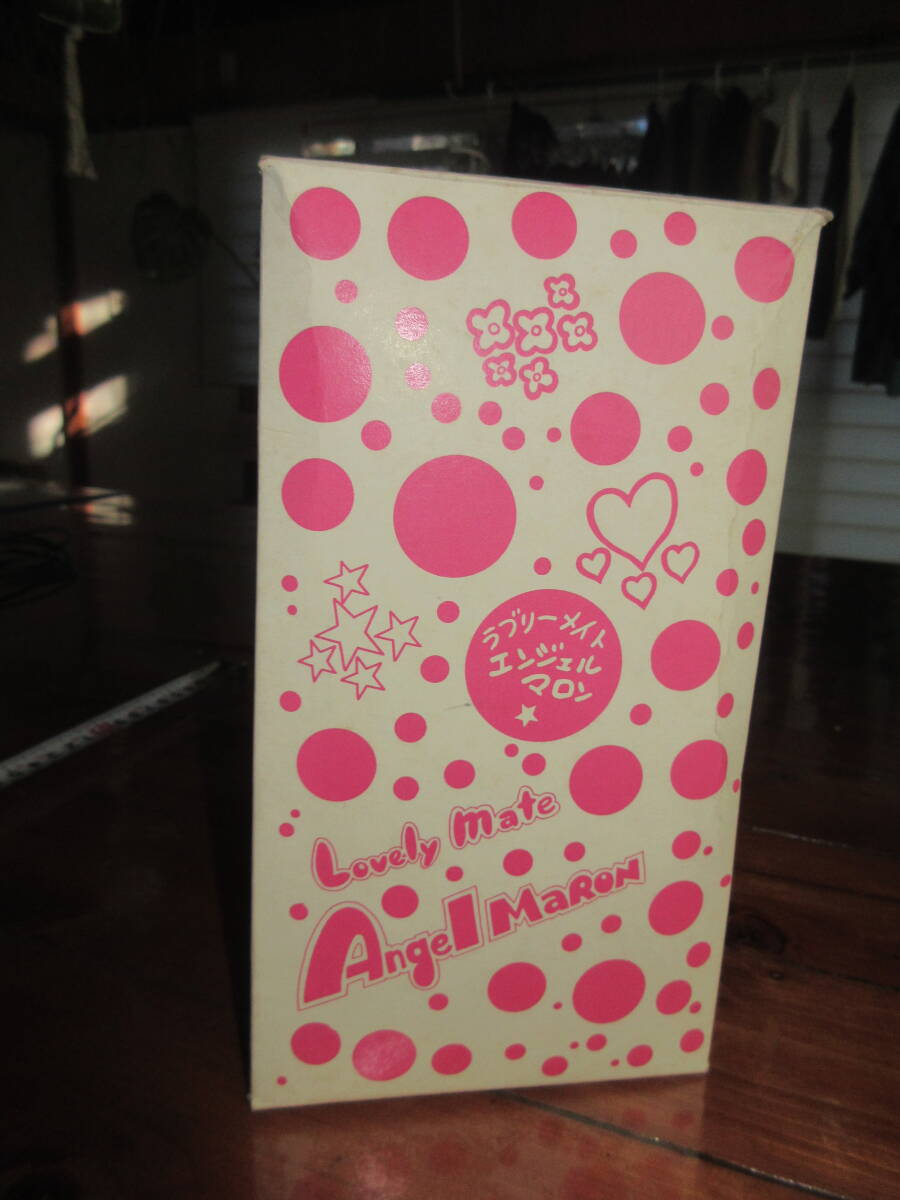 ラブリーメイト
エンジェル
マロン
Lovely Mate
Angel MaRON